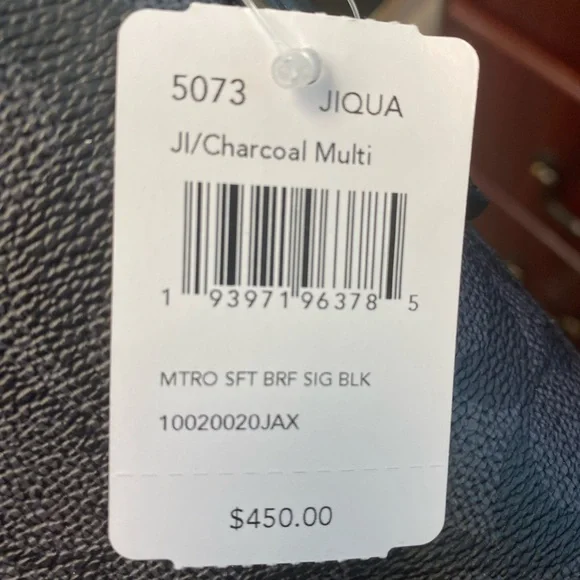 5073 JIQUA
JI/Charcoal Multi
1 93971 96378 5
MTRO SFT BRF SIG BLK
10020020JAX
$450.00